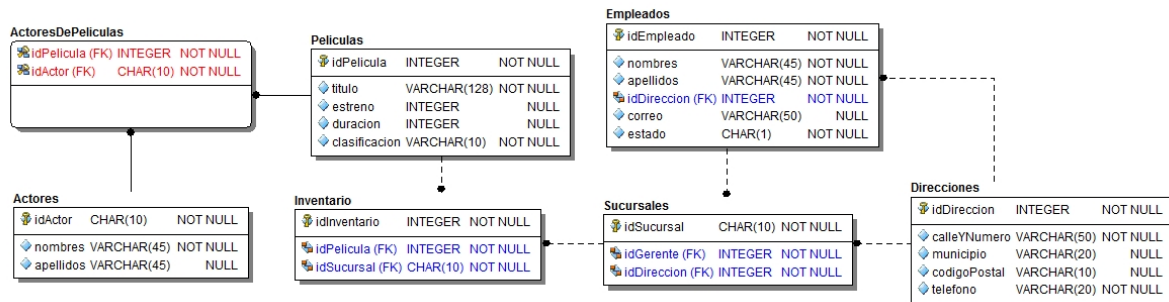 ActoresDePeliculas
idPelicula (FK) INTEGER NOT NULL
idActor (FK) CHAR(10) NOT NULL
Peliculas
idPelicula INTEGER NOT NULL
titulo VARCHAR(128) NOT NULL
estreno INTEGER NULL
duracion INTEGER NULL
clasificacion VARCHAR(10) NOT NULL
Empleados
idEmpleado INTEGER NOT NULL
nombres VARCHAR(45) NOT NULL
apellidos VARCHAR(45) NOT NULL
idDireccion (FK) INTEGER NOT NULL
correo VARCHAR(50) NULL
estado CHAR(1) NOT NULL
Actores
idActor CHAR(10) NOT NULL
nombres VARCHAR(45) NOT NULL
apellidos VARCHAR(45) NULL
Inventario
idInventario INTEGER NOT NULL
idPelicula (FK) INTEGER NOT NULL
idSucursal (FK) CHAR(10) NOT NULL
Sucursales
idSucursal CHAR(10) NOT NULL
idGerente (FK) INTEGER NOT NULL
idDireccion (FK) INTEGER NOT NULL
Direcciones
idDireccion INTEGER NOT NULL
calleYNumero VARCHAR(50) NOT NULL
municipio VARCHAR(20) NULL
codigoPostal VARCHAR(10) NULL
telefono VARCHAR(20) NOT NULL